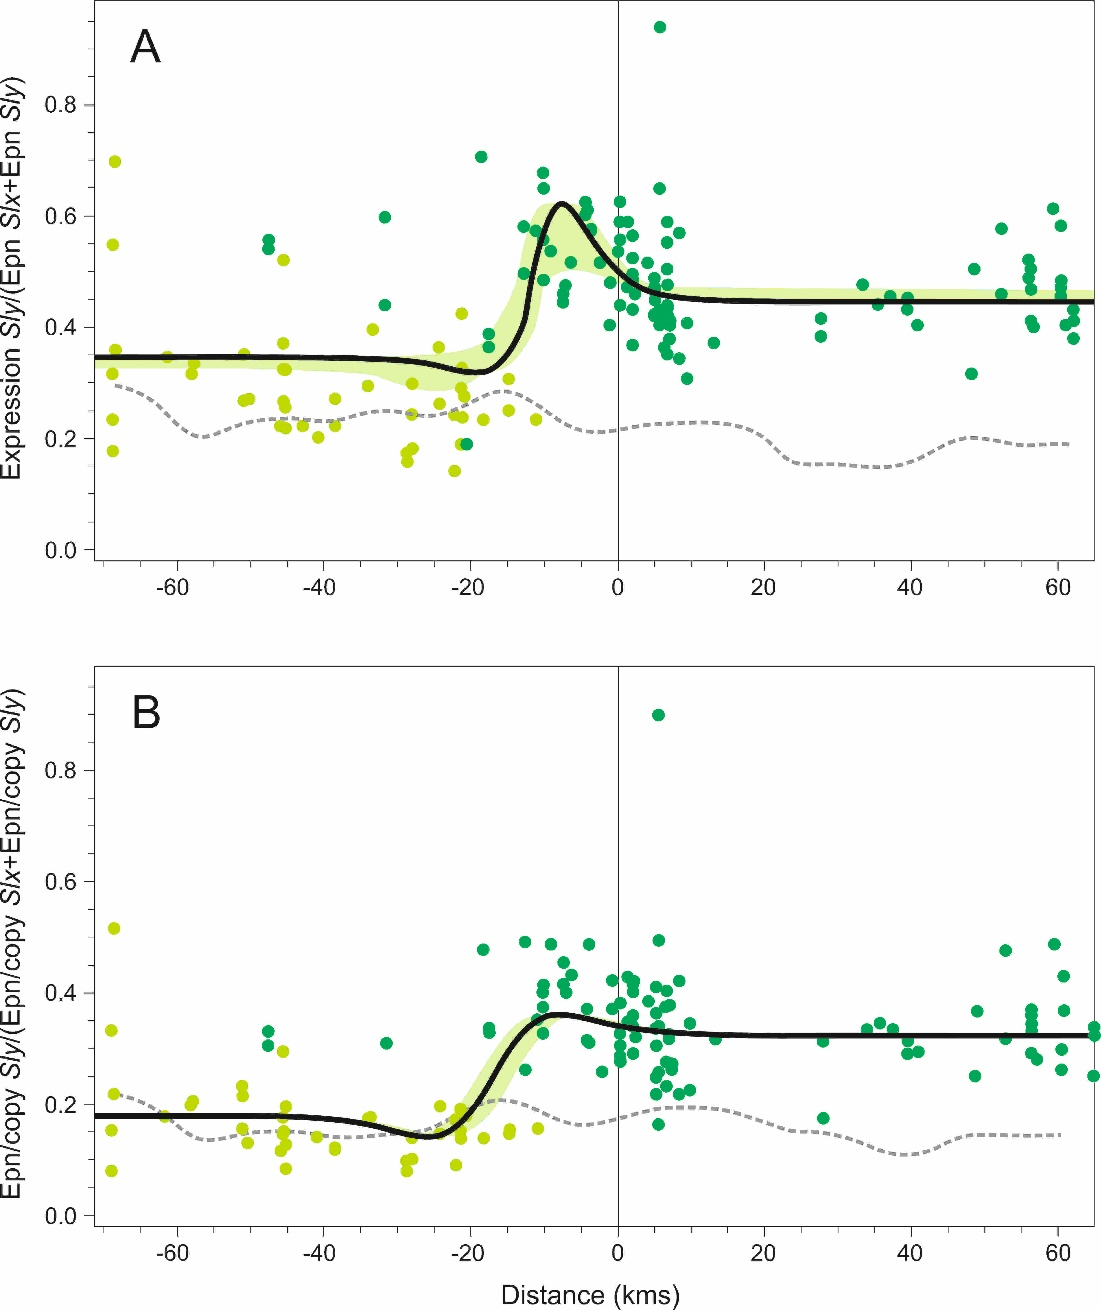 A
Expression Sly/(Epn Slx+Epn Sly)
0.8
0.6
0.4
0.2
0.0
-60 -40 -20 0 20 40 60
B
Epn/copy Sly/(Epn/copy Slx+Epn/copy Sly)
0.8
0.6
0.4
0.2
0.0
-60 -40 -20 0 20 40 60
Distance (kms)